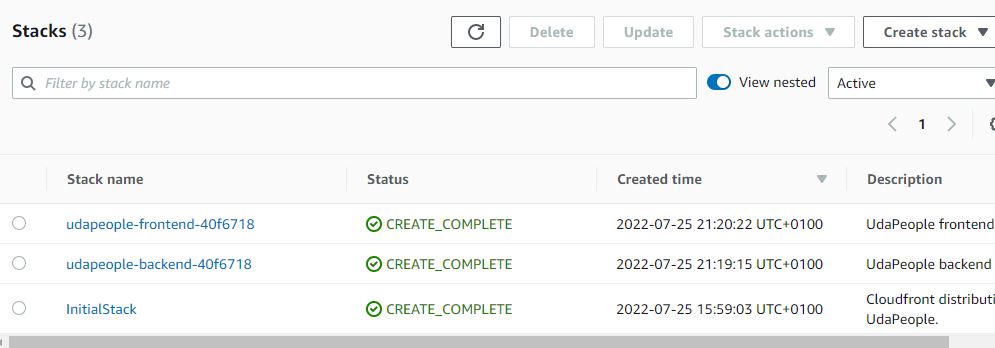 Stacks (3)
Delete
Update
Stack actions
Create stack
Filter by stack name
View nested
Active
1
Stack name
Status
Created time
Description
udapeople-frontend-40f6718
CREATE_COMPLETE
2022-07-25 21:20:22 UTC+0100
UdaPeople frontend
udapeople-backend-40f6718
CREATE_COMPLETE
2022-07-25 21:19:15 UTC+0100
UdaPeople backend
InitialStack
CREATE_COMPLETE
2022-07-25 15:59:03 UTC+0100
Cloudfront distributi
UdaPeople.